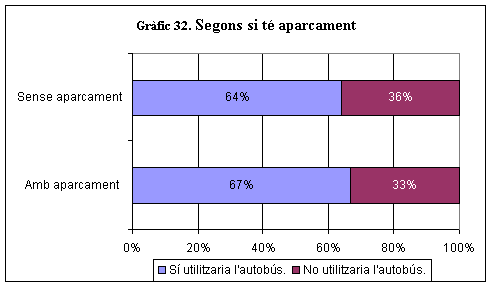 Gràfic 32. Segons si té aparcament
Sense aparcament
64%
36%
Amb aparcament
67%
33%
0%
20%
40%
60%
80%
100%
Sí utilitzaria l'autobús.
No utilitzaria l'autobús.